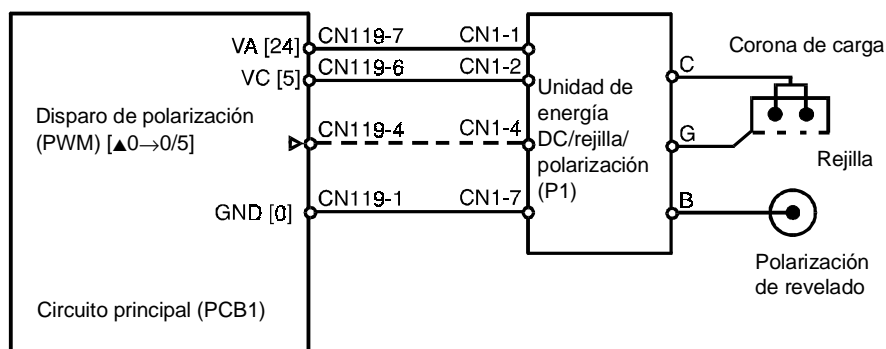 VA [24] CN119-7 CN1-1
VC [5] CN119-6 CN1-2
Disparo de polarización
(PWM) [▲0→0/5]
CN119-4 CN1-4
GND [0] CN119-1 CN1-7
Circuito principal (PCB1)
Unidad de
energía
DC/rejilla/
polarización
(P1)
C
G
B
Corona de carga
Rejilla
Polarización
de revelado